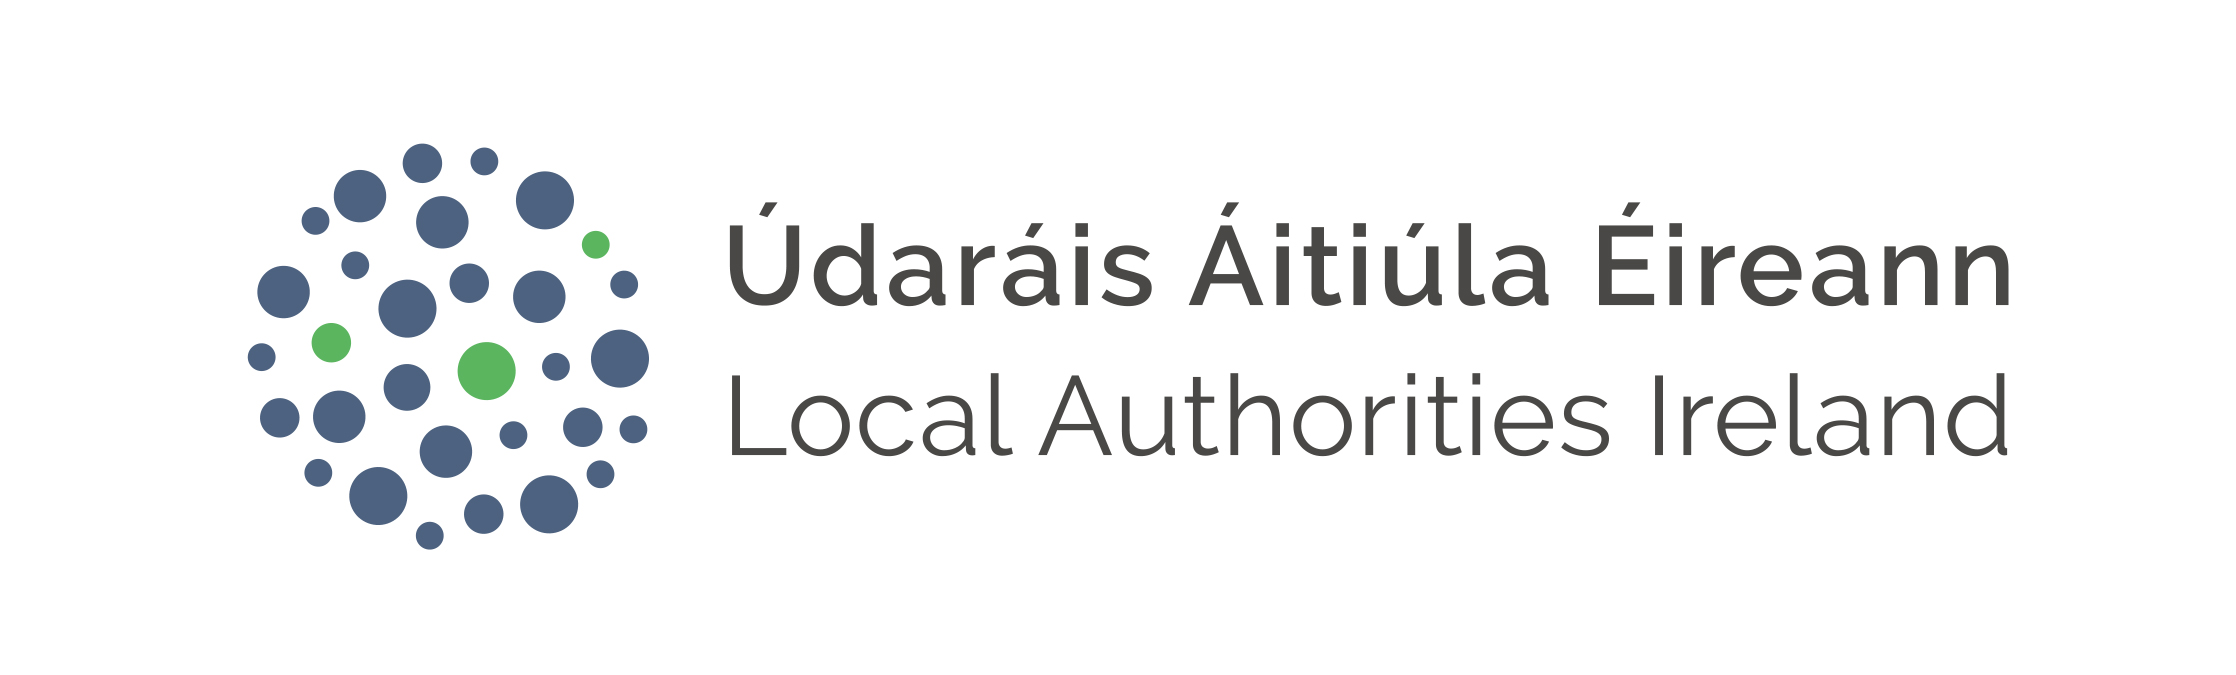 Údaráis Áitiúla Éireann
Local Authorities Ireland